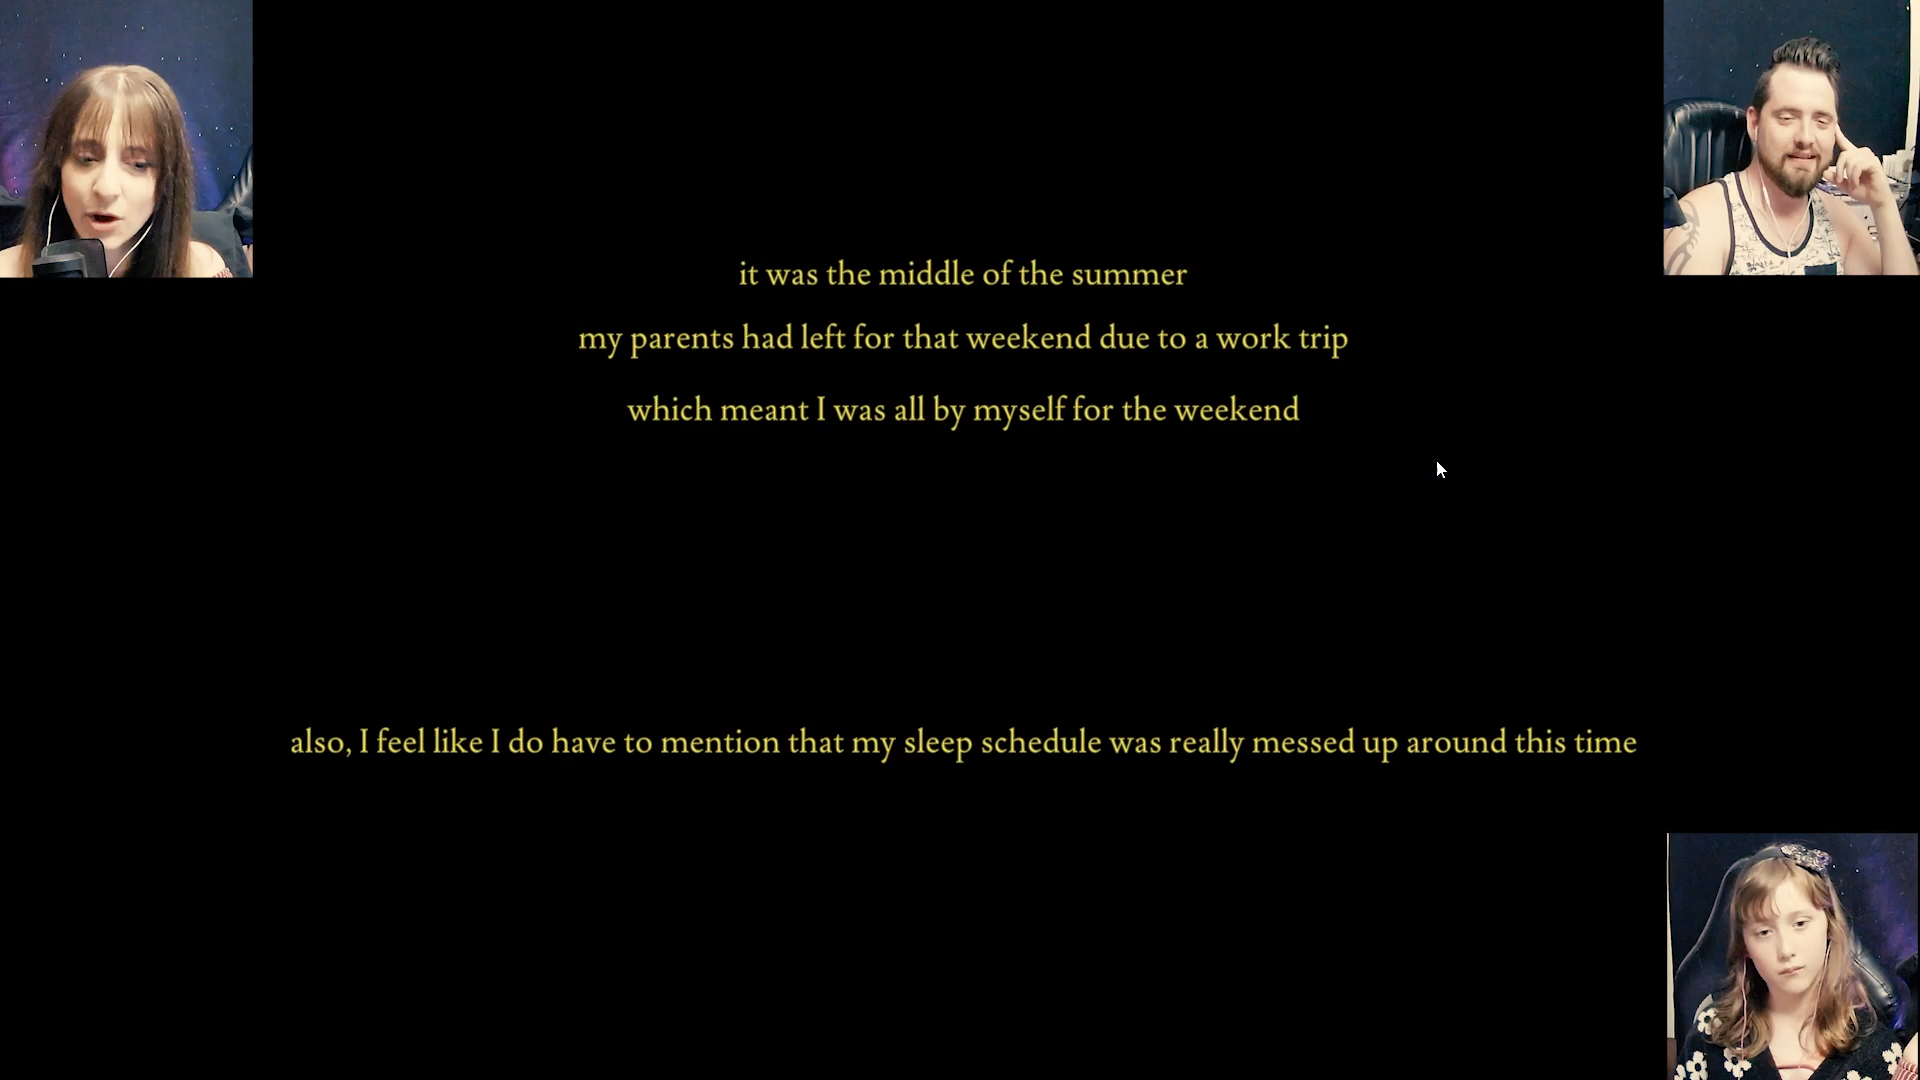 it was the middle of the summer
my parents had left for that weekend due to a work trip
which meant I was all by myself for the weekend
also, I feel like I do have to mention that my sleep schedule was really messed up around this time